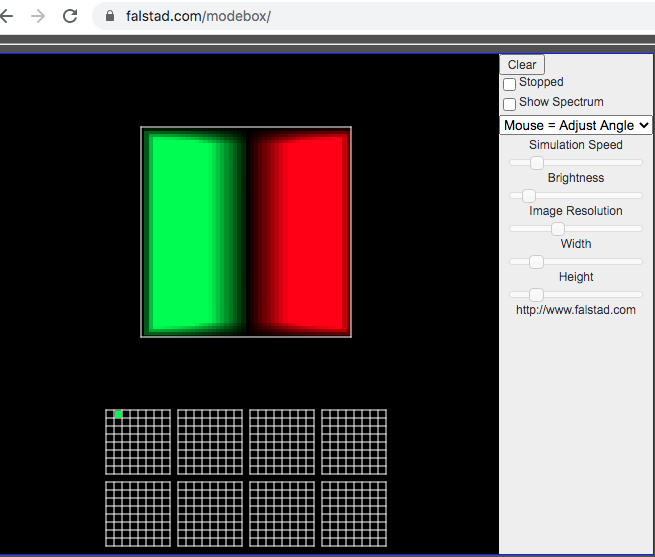 falstad.com/modebox/
Clear
Stopped
Show Spectrum
Mouse = Adjust Angle
Simulation Speed
Brightness
Image Resolution
Width
Height
http://www.falstad.com